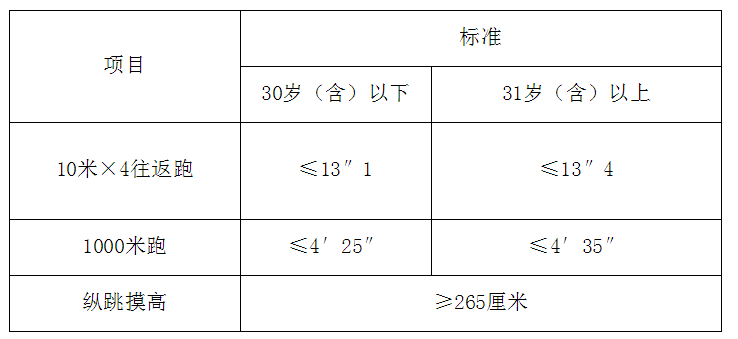 项目
标准
30岁（含）以下
31岁（含）以上
10米×4往返跑
≤13″1
≤13″4
1000米跑
≤4′25″
≤4′35″
纵跳摸高
≥265厘米